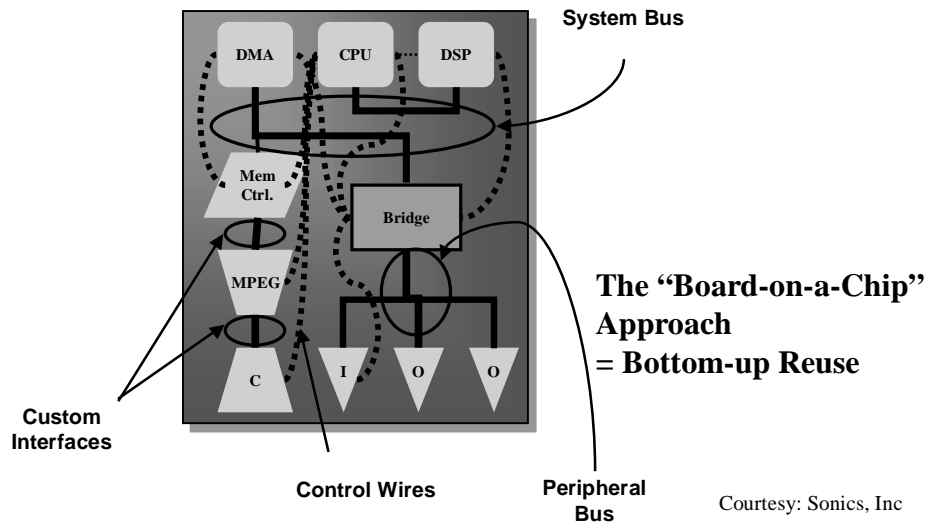 System Bus
DMA
CPU
DSP
Mem
Ctrl.
Bridge
MPEG
The “Board-on-a-Chip”
Approach
= Bottom-up Reuse
C
I
O
O
Custom
Interfaces
Control Wires
Peripheral
Bus
Courtesy: Sonics, Inc